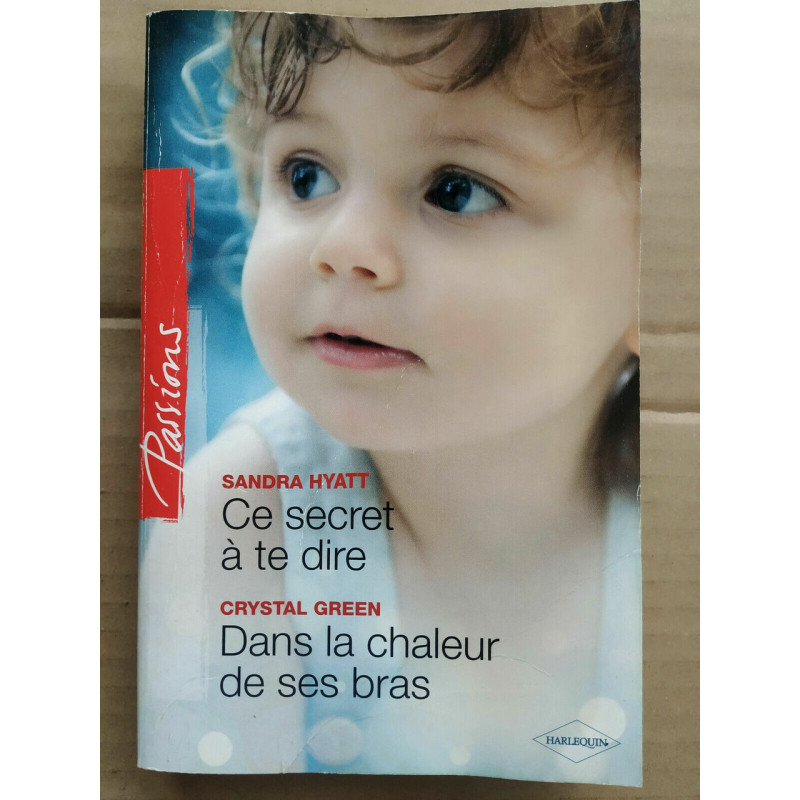 Passions
SANDRA HYATT
Ce secret
à te dire
CRYSTAL GREEN
Dans la chaleur
de ses bras
HARLEQUIN